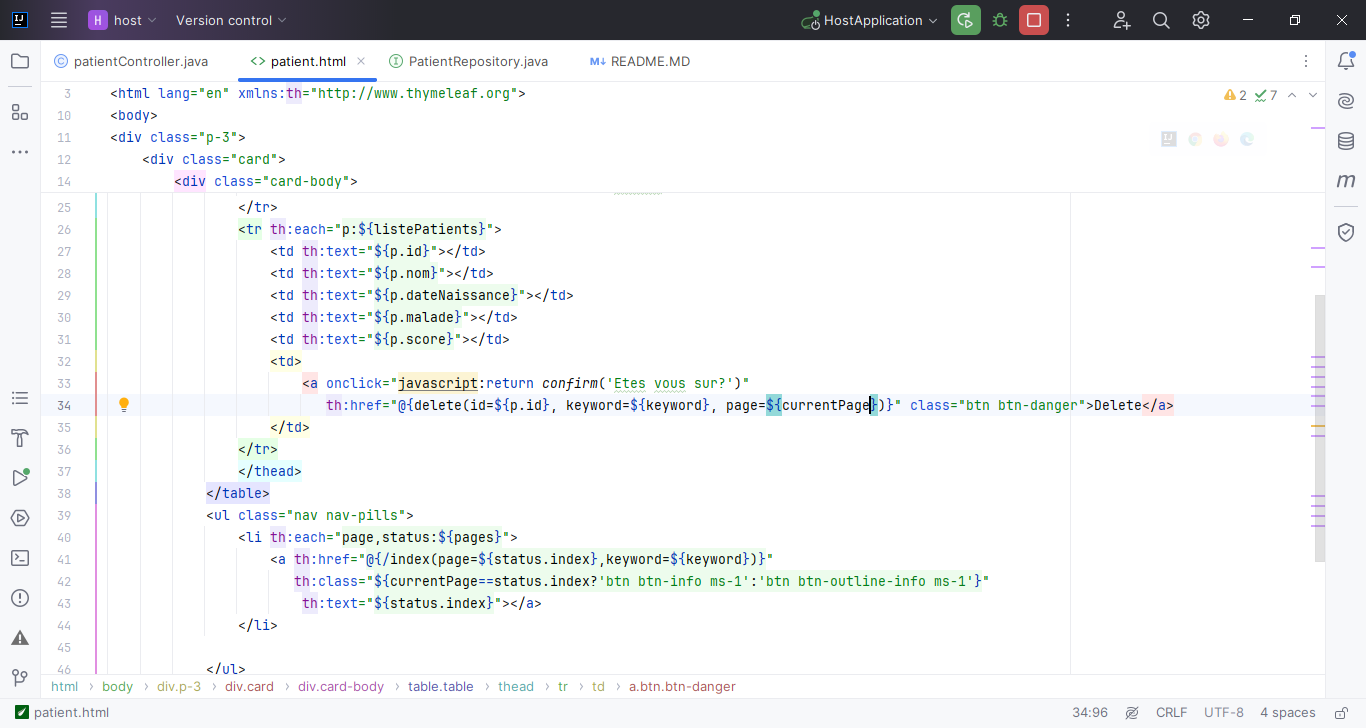 H host Version control HostApplication
patientController.java patient.html PatientRepository.java README.MD
3 <html lang="en" xmlns:th="http://www.thymeleaf.org"> 2 7
10 <body>
11 <div class="p-3">
12 <div class="card">
14 <div class="card-body">
25 </tr>
26 <tr th:each="p:${listePatients}">
27 <td th:text="${p.id}"></td>
28 <td th:text="${p.nom}"></td>
29 <td th:text="${p.dateNaissance}"></td>
30 <td th:text="${p.malade}"></td>
31 <td th:text="${p.score}"></td>
32 <td>
33 <a onclick="javascript:return confirm('Etes vous sur?')"
34 th:href="@{delete(id=${p.id}, keyword=${keyword}, page=${currentPage})}" class="btn btn-danger">Delete</a>
35 </td>
36 </tr>
37 </thead>
38 </table>
39 <ul class="nav nav-pills">
40 <li th:each="page,status:${pages}">
41 <a th:href="@{/index(page=${status.index},keyword=${keyword})}"
42 th:class="${currentPage==status.index?'btn btn-info ms-1':'btn btn-outline-info ms-1'}"
43 th:text="${status.index}"></a>
44 </li>
45
46 </ul>
html › body › div.p-3 › div.card › div.card-body › table.table › thead › tr › td › a.btn.btn-danger
patient.html 34:96 CRLF UTF-8 4 spaces